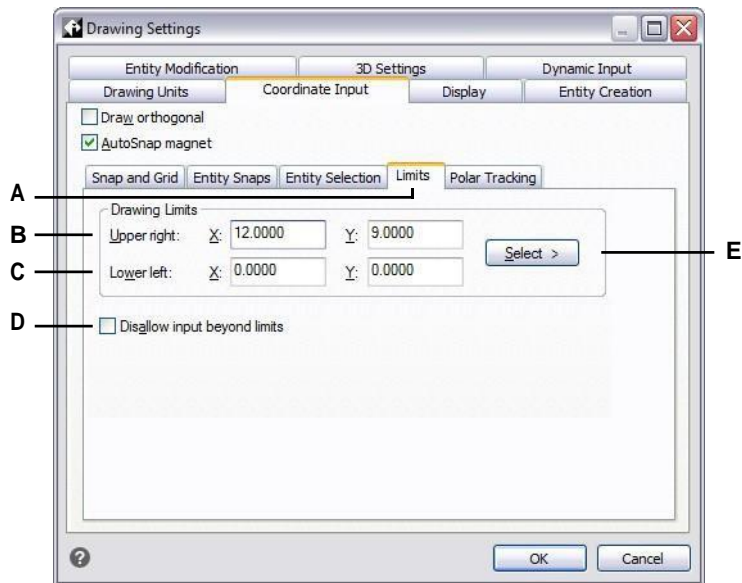 Drawing Settings
Entity Modification 3D Settings Dynamic Input
Drawing Units Coordinate Input Display Entity Creation
Draw orthogonal
AutoSnap magnet
Snap and Grid Entity Snaps Entity Selection Limits Polar Tracking
A
Drawing Limits
B Upper right: X: 12.0000 Y: 9.0000
Select > E
C Lower left: X: 0.0000 Y: 0.0000
D Disallow input beyond limits
? OK Cancel